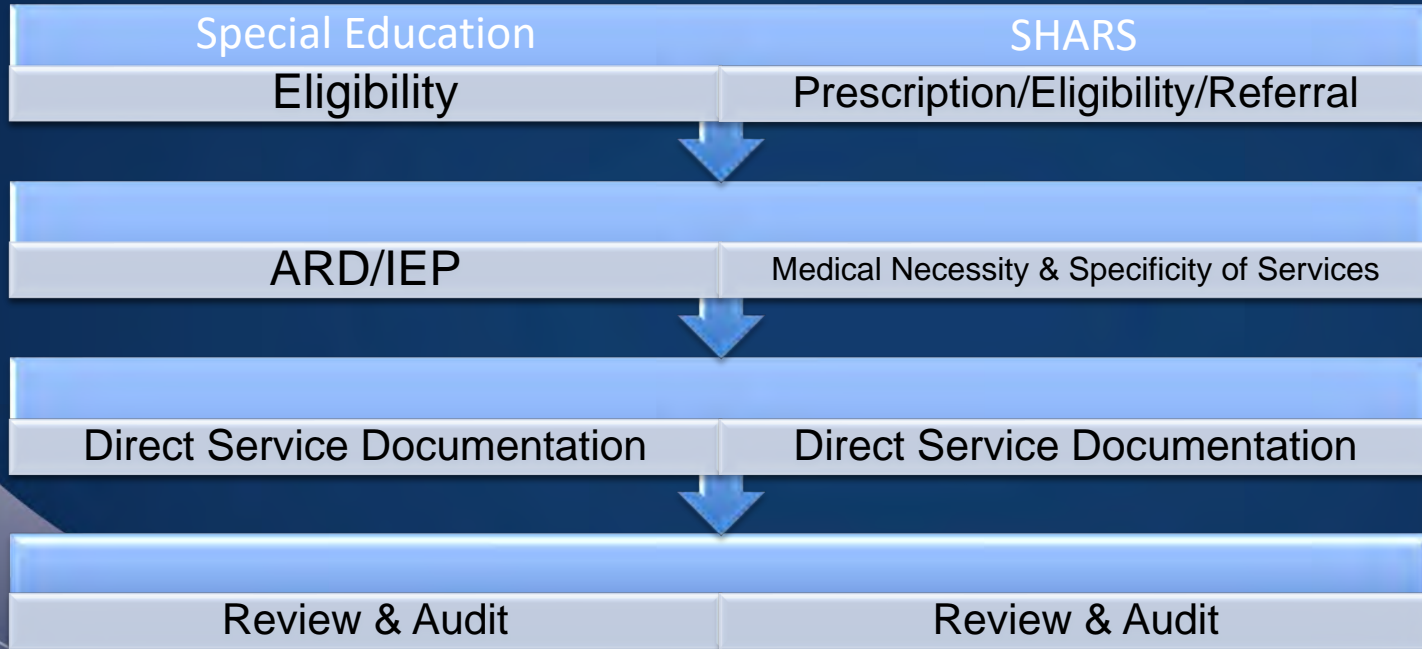 Special Education SHARS
Eligibility Prescription/Eligibility/Referral
ARD/IEP Medical Necessity & Specificity of Services
Direct Service Documentation Direct Service Documentation
Review & Audit Review & Audit